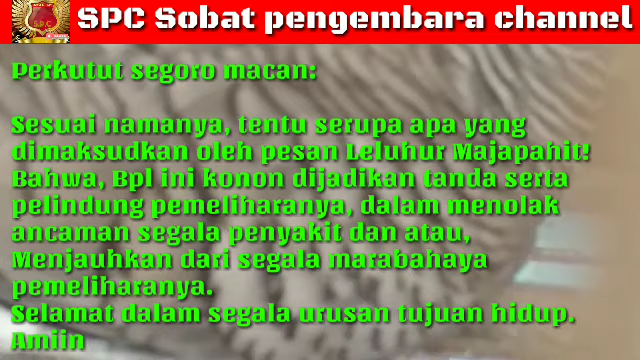 SPC Sobat pengembara channel
Perkutut segoro macan:
Sesuai namanya, tentu serupa apa yang
dimaksudkan oleh pesan Leluhur Majapahit!
Bahwa, Bpl ini konon dijadikan tanda serta
pelindung pemeliharanya, dalam menolak
ancaman segala penyakit dan atau,
Menjauhkan dari segala marabahaya
pemeliharanya.
Selamat dalam segala urusan tujuan hidup.
Amiin